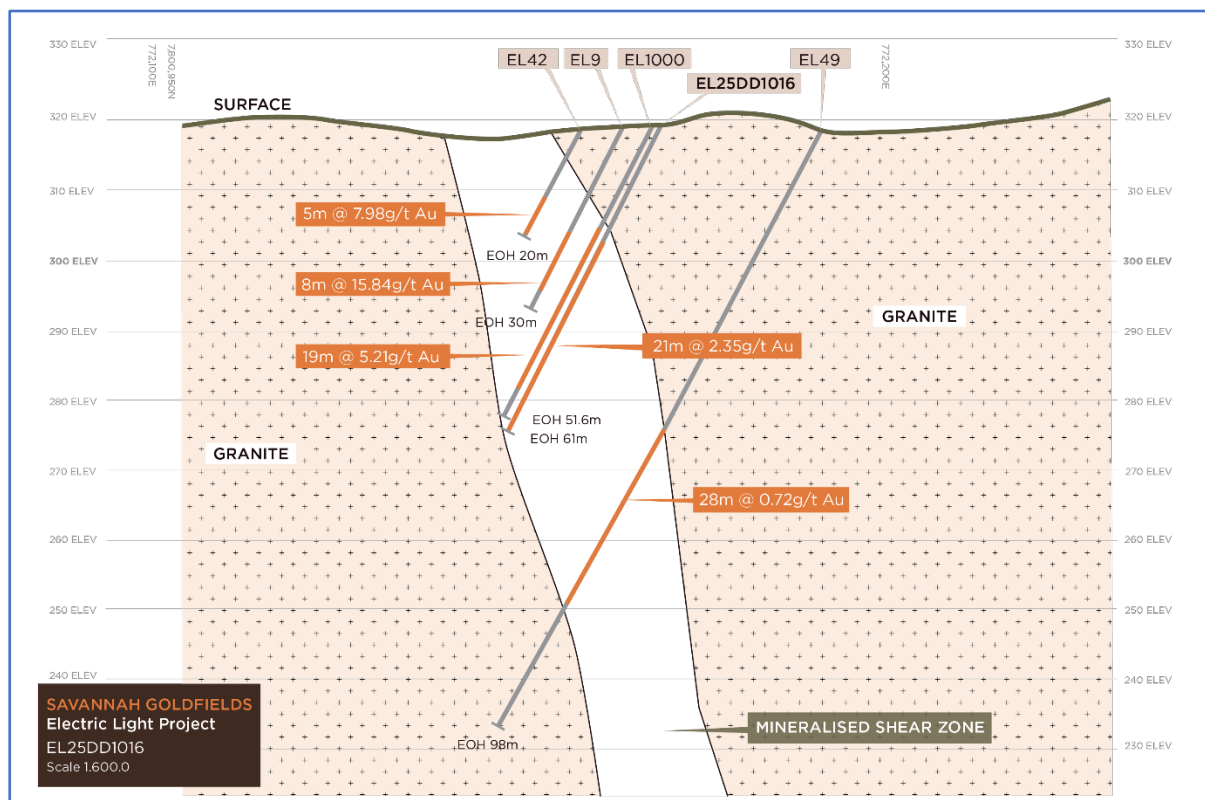 330 ELEV
772,100E
7,800,950N
EL42
EL9
EL1000
EL49
772,200E
330 ELEV
EL25DD1016
SURFACE
320 ELEV
320 ELEV
310 ELEV
310 ELEV
5m @ 7.98g/t Au
EOH 20m
300 ELEV
300 ELEV
8m @ 15.84g/t Au
EOH 30m
GRANITE
290 ELEV
290 ELEV
19m @ 5.21g/t Au
21m @ 2.35g/t Au
280 ELEV
280 ELEV
EOH 51.6m
EOH 61m
GRANITE
270 ELEV
270 ELEV
28m @ 0.72g/t Au
260 ELEV
260 ELEV
250 ELEV
250 ELEV
240 ELEV
240 ELEV
SAVANNAH GOLDFIELDS
Electric Light Project
EL25DD1016
Scale 1.600.0
MINERALISED SHEAR ZONE
EOH 98m
230 ELEV